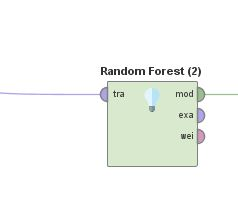 Random Forest (2)
tra mod
exa
wei